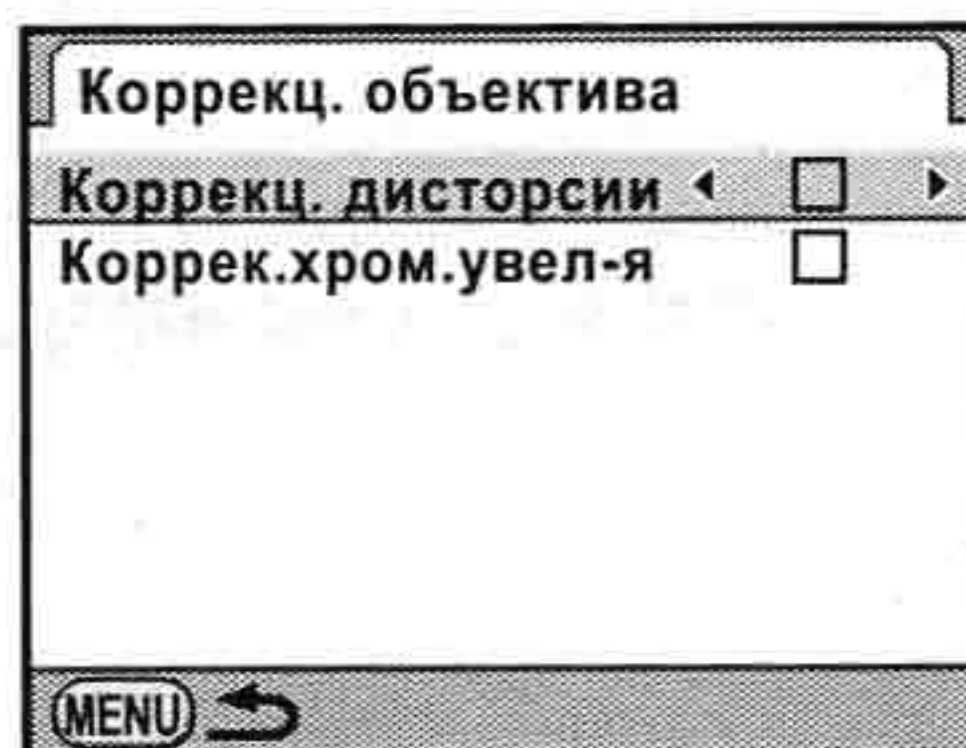 Коррекц. объектива
Коррекц. дисторсии
Коррек.хром.увел-я
MENU